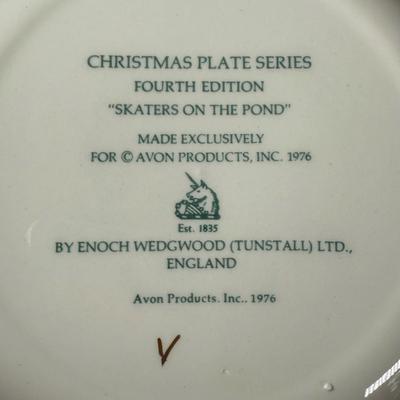 CHRISTMAS PLATE SERIES
FOURTH EDITION
"SKATERS ON THE POND"
MADE EXCLUSIVELY
FOR © AVON PRODUCTS, INC. 1976
Est. 1835
BY ENOCH WEDGWOOD (TUNSTALL) LTD.,
ENGLAND
Avon Products. Inc.. 1976
V